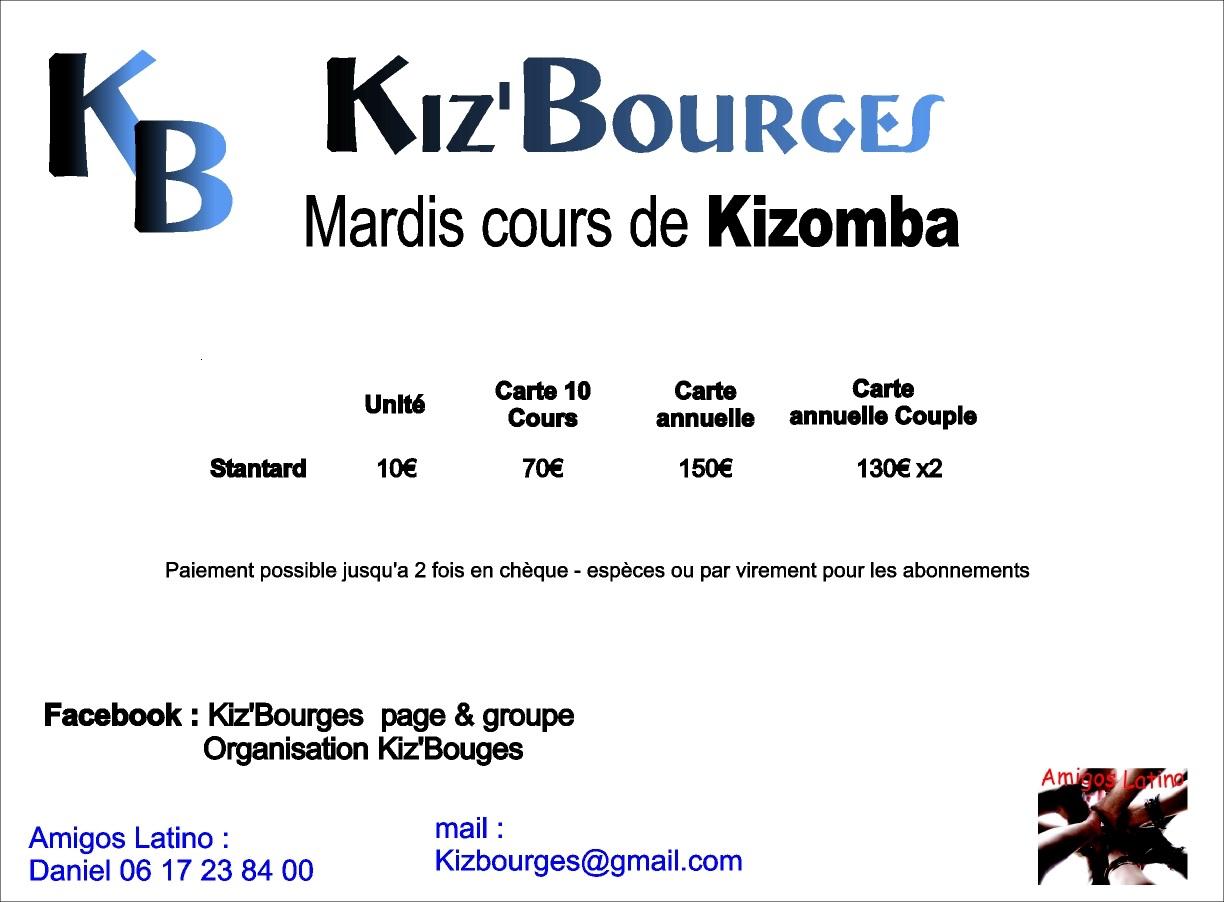 KB
Kiz'Bourges
Mardis cours de Kizomba
Unité
Carte 10 Cours
Carte annuelle
Carte annuelle Couple
Stantard 10€ 70€ 150€ 130€ x2
Paiement possible jusqu'a 2 fois en chèque - espèces ou par virement pour les abonnements
Facebook : Kiz'Bourges page & groupe
Organisation Kiz'Bouges
Amigos Latino :
Daniel 06 17 23 84 00
mail :
Kizbourges@gmail.com
Amigos Latino